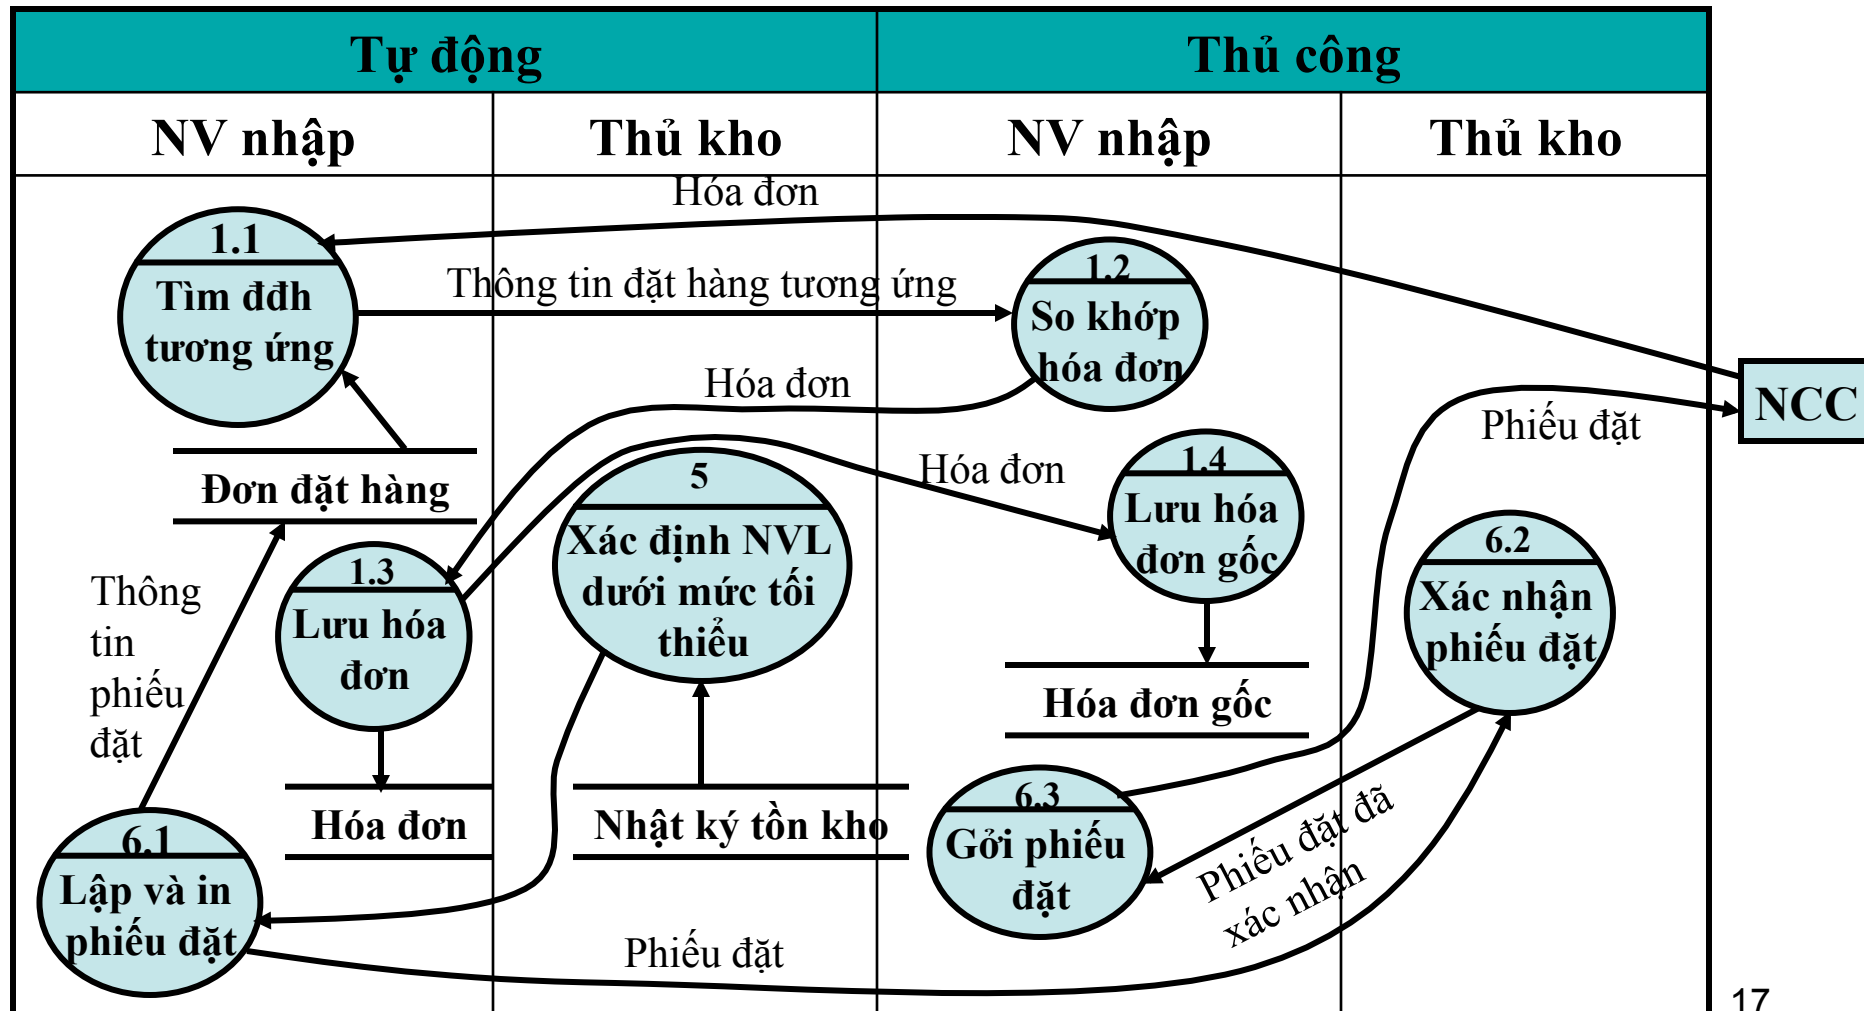 Tự động
Thủ công
NV nhập
Thủ kho
NV nhập
Thủ kho
Hóa đơn
1.1
Tìm đđh
tương ứng
Thông tin đặt hàng tương ứng
1.2
So khớp
hóa đơn
NCC
Hóa đơn
Phiếu đặt
Đơn đặt hàng
5
Xác định NVL
dưới mức tối
thiểu
Hóa đơn
1.4
Lưu hóa
đơn gốc
6.2
Xác nhận
phiếu đặt
Thông
tin
phiếu
đặt
1.3
Lưu hóa
đơn
Hóa đơn gốc
Hóa đơn
Nhật ký tồn kho
6.3
Gởi phiếu
đặt
Phiếu đặt đã
xác nhận
6.1
Lập và in
phiếu đặt
Phiếu đặt
17